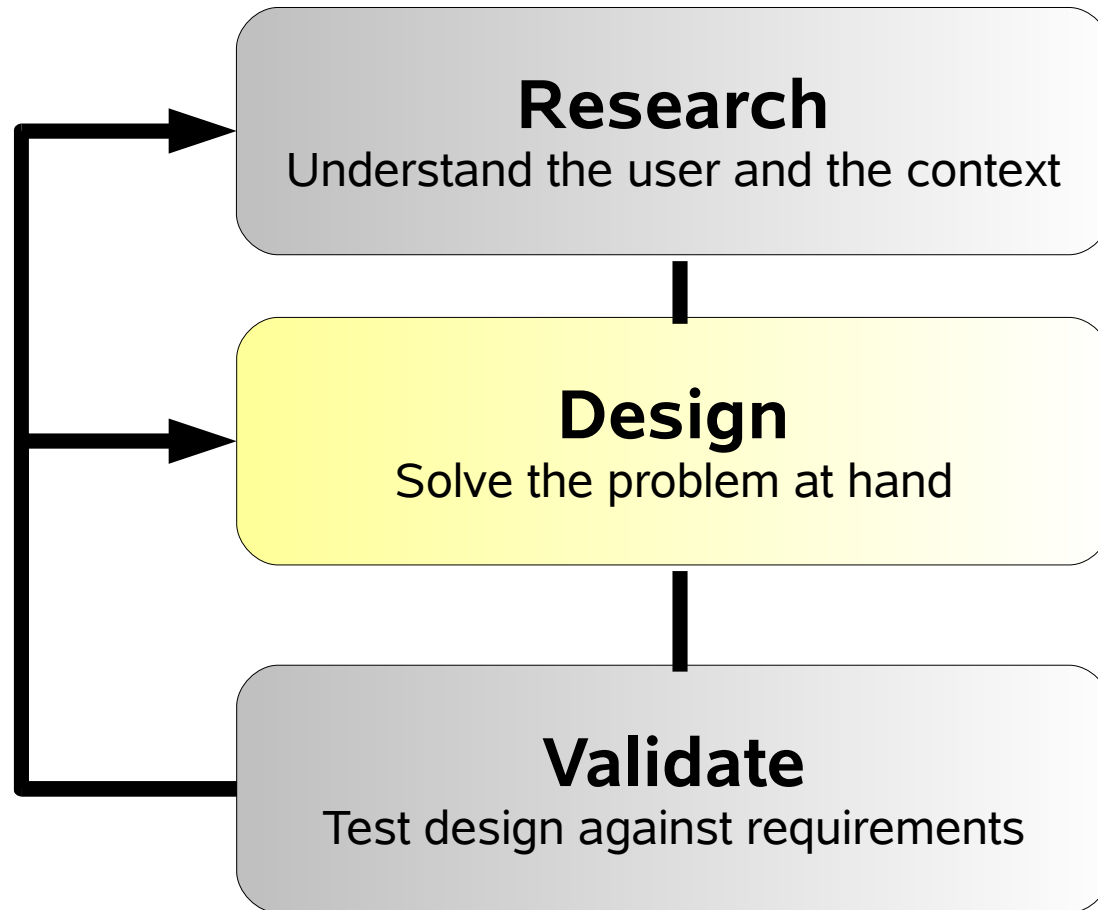 Research
Understand the user and the context
Design
Solve the problem at hand
Validate
Test design against requirements